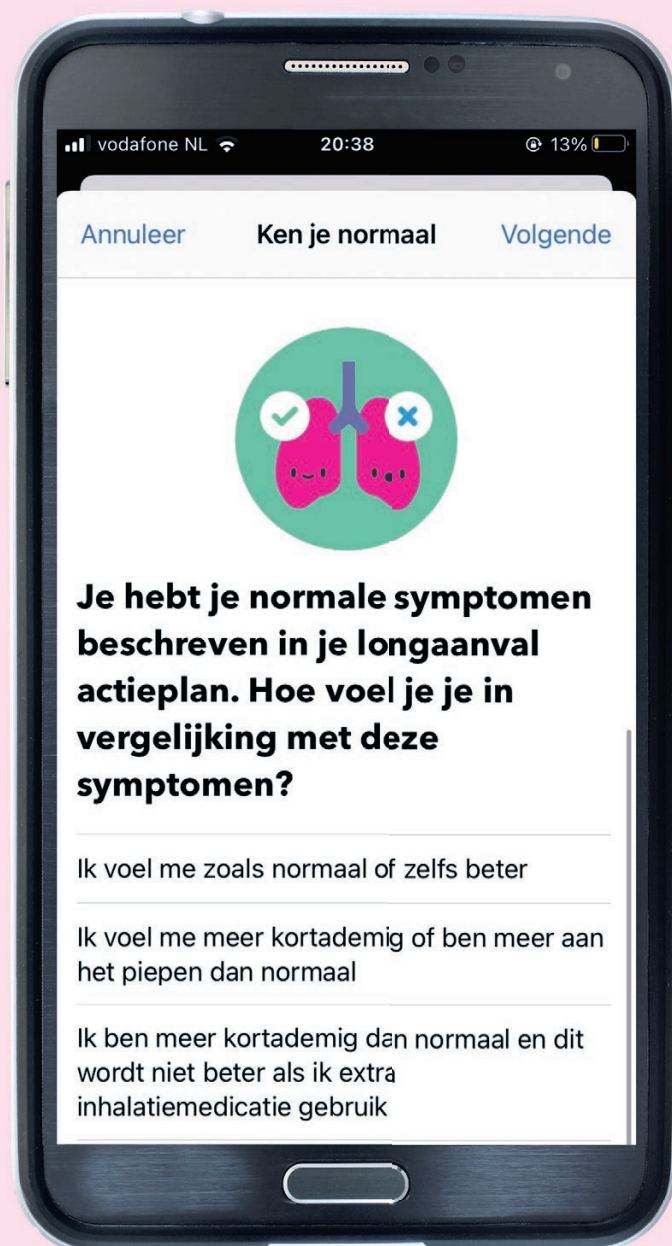 vodafone NL 20:38 13%
Annuleer Ken je normaal Volgende
Je hebt je normale symptomen
beschreven in je longaanval
actieplan. Hoe voel je je in
vergelijking met deze
symptomen?
Ik voel me zoals normaal of zelfs beter
Ik voel me meer kortademig of ben meer aan
het piepen dan normaal
Ik ben meer kortademig dan normaal en dit
wordt niet beter als ik extra
inhalatiemedicatie gebruik